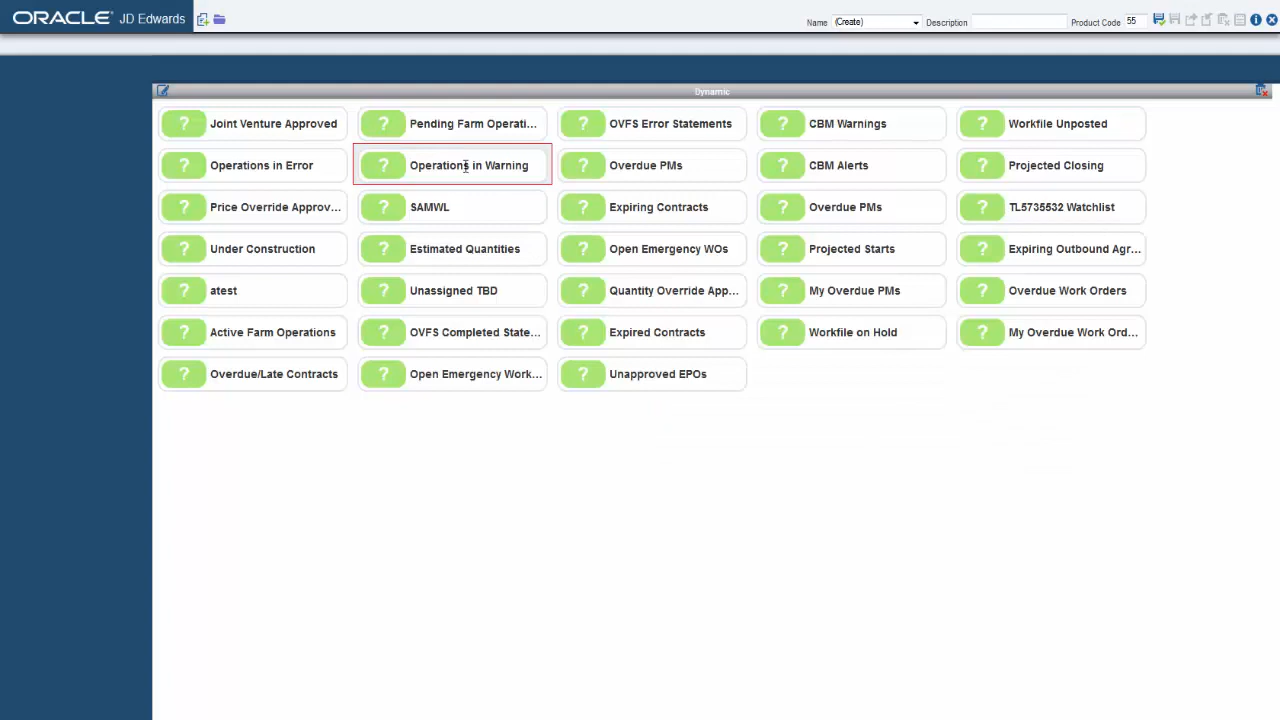 ORACLE JD Edwards
Name (Create) Description Product Code 55
Dynamic
? Joint Venture Approved ? Pending Farm Operati... ? OVFS Error Statements ? CBM Warnings ? Workfile Unposted
? Operations in Error ? Operations in Warning ? Overdue PMs ? CBM Alerts ? Projected Closing
? Price Override Approv... ? SAMWL ? Expiring Contracts ? Overdue PMs ? TL5735532 Watchlist
? Under Construction ? Estimated Quantities ? Open Emergency WOs ? Projected Starts ? Expiring Outbound Agr...
? atest ? Unassigned TBD ? Quantity Override App... ? My Overdue PMs ? Overdue Work Orders
? Active Farm Operations ? OVFS Completed State... ? Expired Contracts ? Workfile on Hold ? My Overdue Work Ord...
? Overdue/Late Contracts ? Open Emergency Work... ? Unapproved EPOs